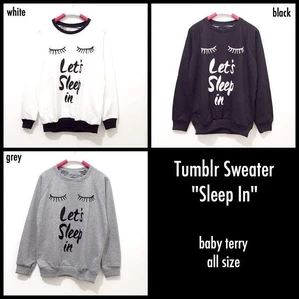 white
black
Let's
Sleep
in
Let's
Sleep
in
grey
Let's
Sleep
in
Tumblr Sweater
"Sleep In"
baby terry
all size